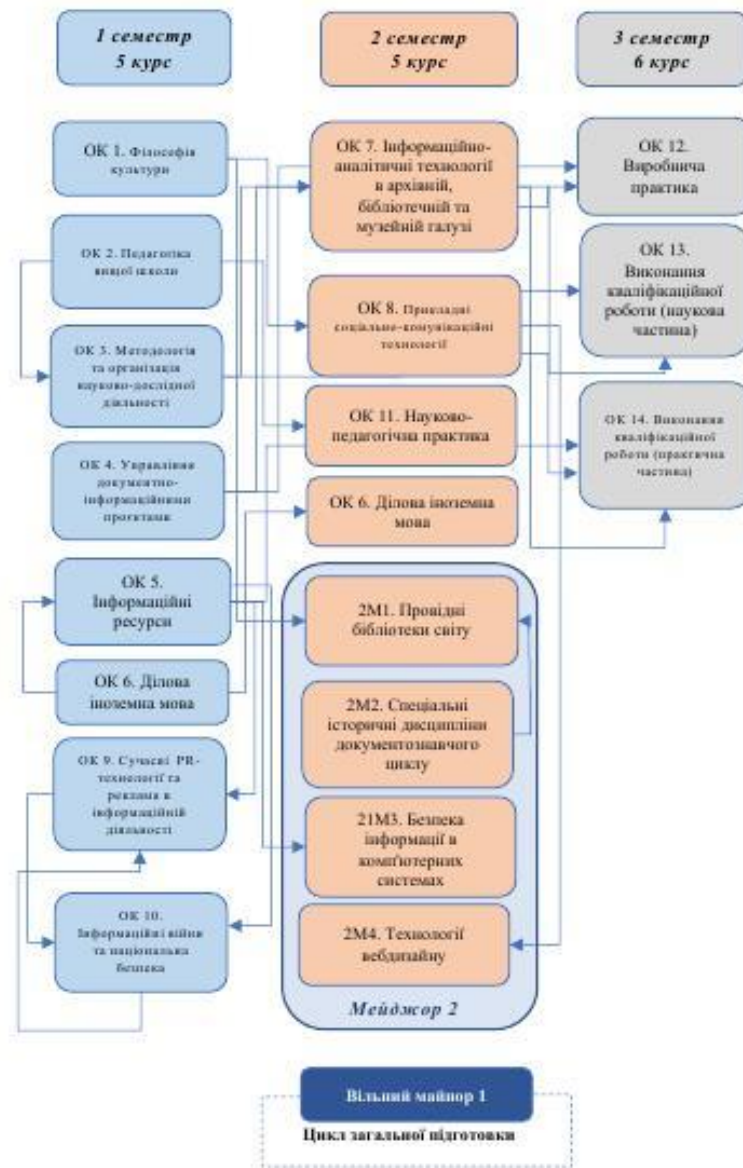 1 семестр
5 курс
2 семестр
5 курс
3 семестр
6 курс
ОК 1. Філософія
культури
ОК 2. Педагогіка
вищої школи
ОК 3. Методологія
та організація
науково-дослідної
діяльності
ОК 4. Управління
документно-
інформаційними
проєктами
ОК 5.
Інформаційні
ресурси
ОК 6. Ділова
іноземна мова
ОК 9. Сучасні PR-
технології та
реклама в
інформаційній
діяльності
ОК 10.
Інформаційні війни
та національна
безпека
ОК 7. Інформаційно-
аналітичні технології
в архівній,
бібліотечній та
музейній галузі
ОК 8. Прикладні
соціально-комунікаційні
технології
ОК 11. Науково-
педагогічна практика
ОК 6. Ділова іноземна
мова
2М1. Провідні
бібліотеки світу
2М2. Спеціальні
історичні дисципліни
документознавчого
циклу
21М3. Безпека
інформації в
комп'ютерних
системах
2М4. Технології
вебдизайну
Мейджор 2
ОК 12.
Виробнича
практика
ОК 13.
Виконання
кваліфікаційної
роботи (наукова
частина)
ОК 14. Виконання
кваліфікаційної
роботи (практична
частина)
Вільний майнор 1
Цикл загальної підготовки